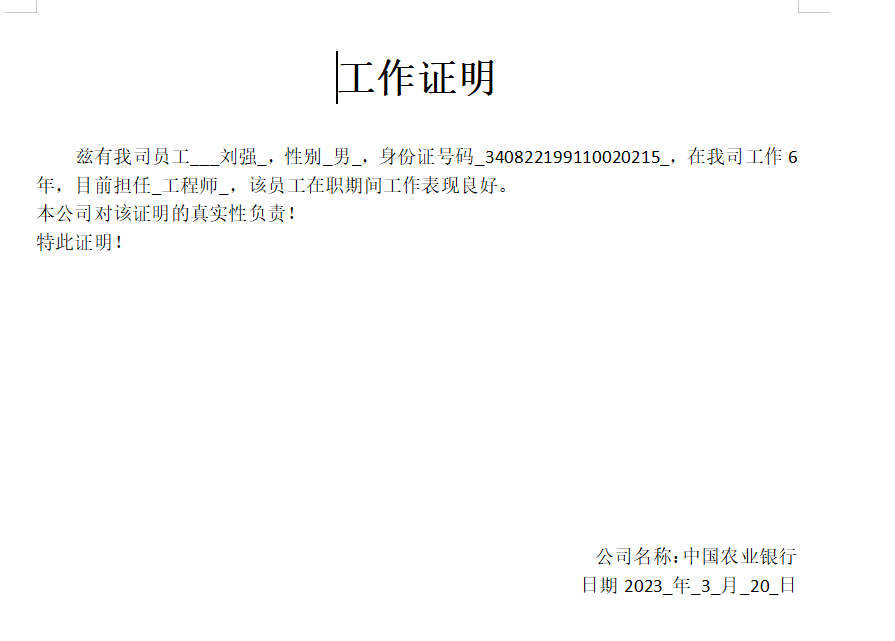 工作证明
兹有我司员工___刘强_，性别_男_，身份证号码_340822199110020215_，在我司工作 6
年，目前担任_工程师_，该员工在职期间工作表现良好。
本公司对该证明的真实性负责！
特此证明！
公司名称：中国农业银行
日期 2023_年_3_月_20_日